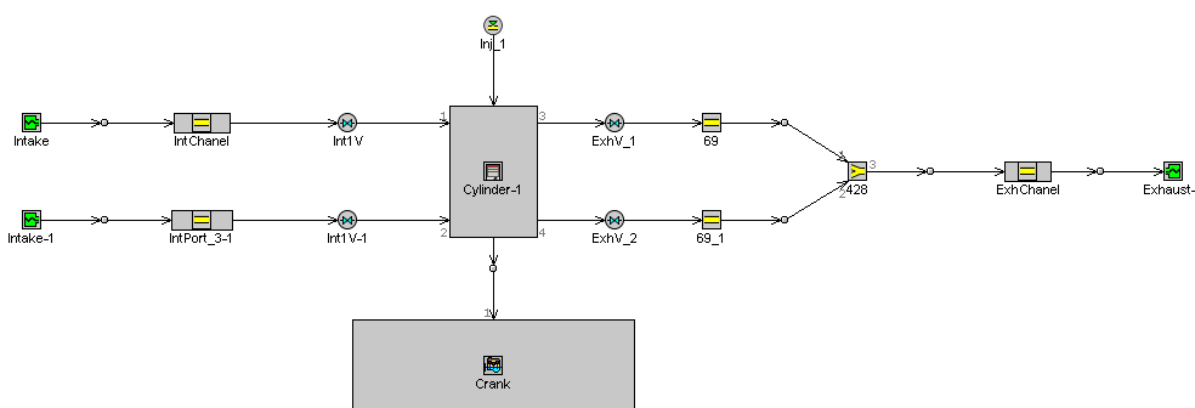 Inj_1
1
3
Intake
IntChanel
Int1V
ExhV_1
69
Cylinder-1
1
3
2
428
ExhChanel
Exhaust-
2
4
Intake-1
IntPort_3-1
Int1V-1
ExhV_2
69_1
1
Crank